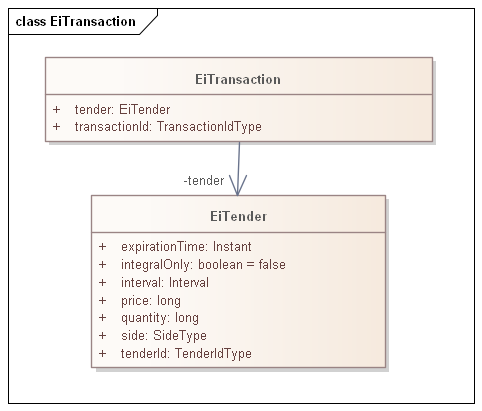 class EiTransaction
EiTransaction
+ tender: EiTender
+ transactionId: TransactionIdType
-tender
EiTender
+ expirationTime: Instant
+ integralOnly: boolean = false
+ interval: Interval
+ price: long
+ quantity: long
+ side: SideType
+ tenderId: TenderIdType